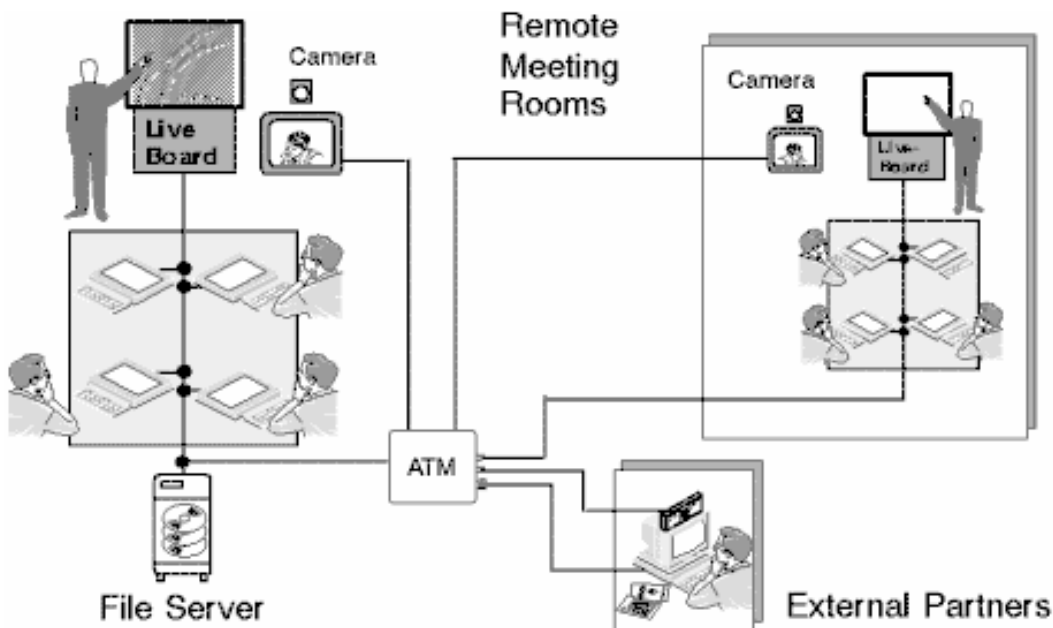 Camera
Live
Board
Remote
Meeting
Rooms
Camera
Live-
Board
ATM
File Server
External Partners